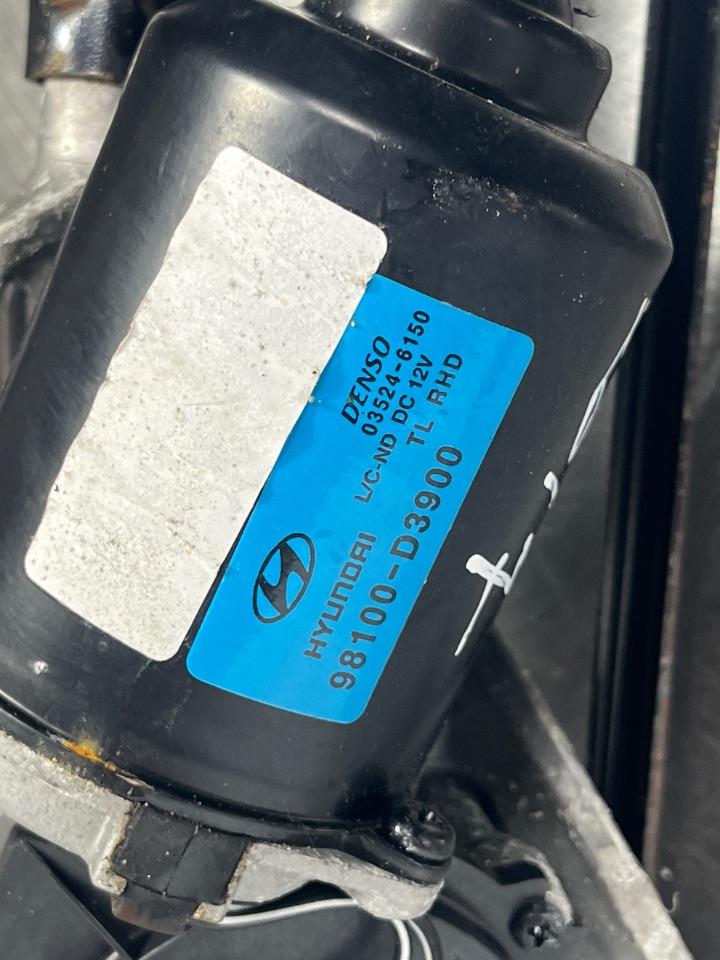 DENSO
03524-6150
L/C-ND DC 12V
TL RHD
HYUNDAI
98100-D3900